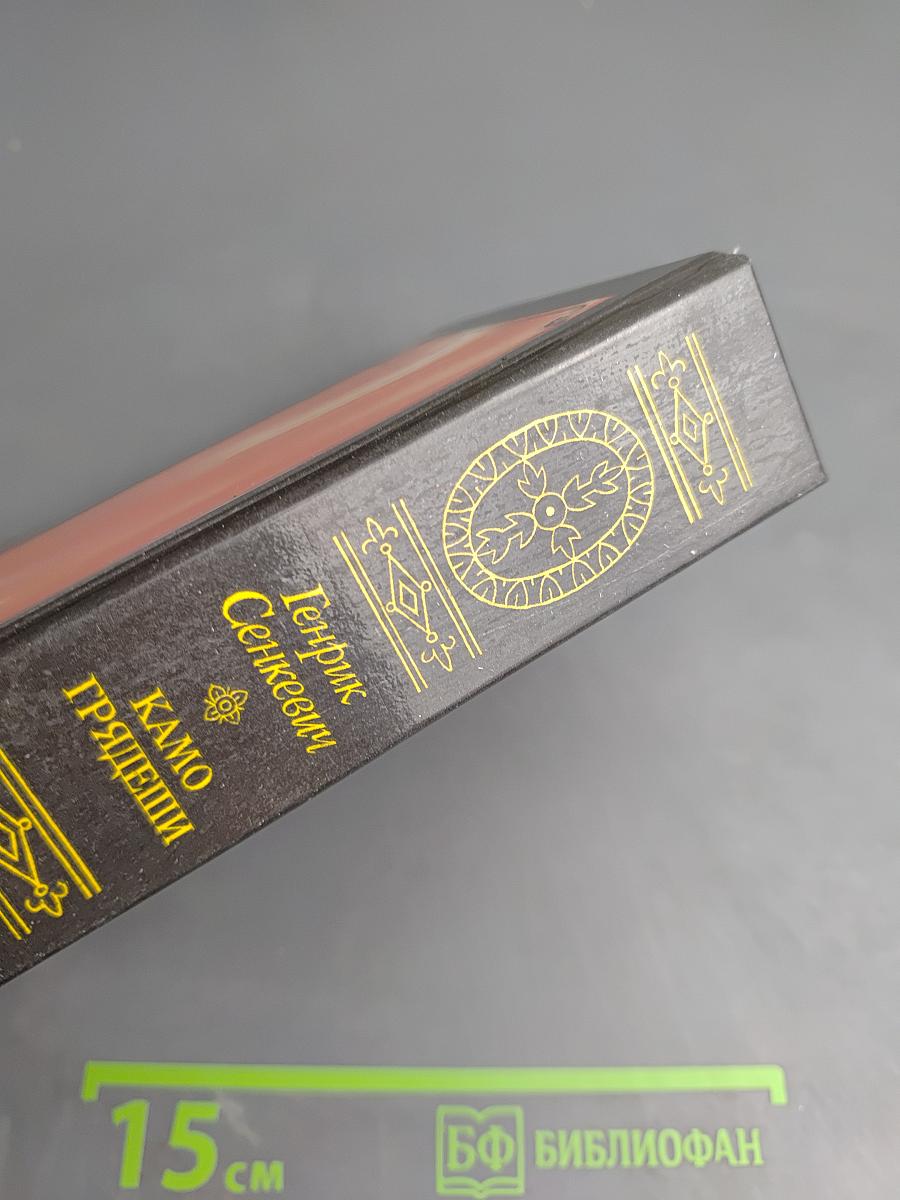 Генрик
Сенкевич
КАМО
ГРЯДЕШИ
15 см
БФ БИБЛИОФАН